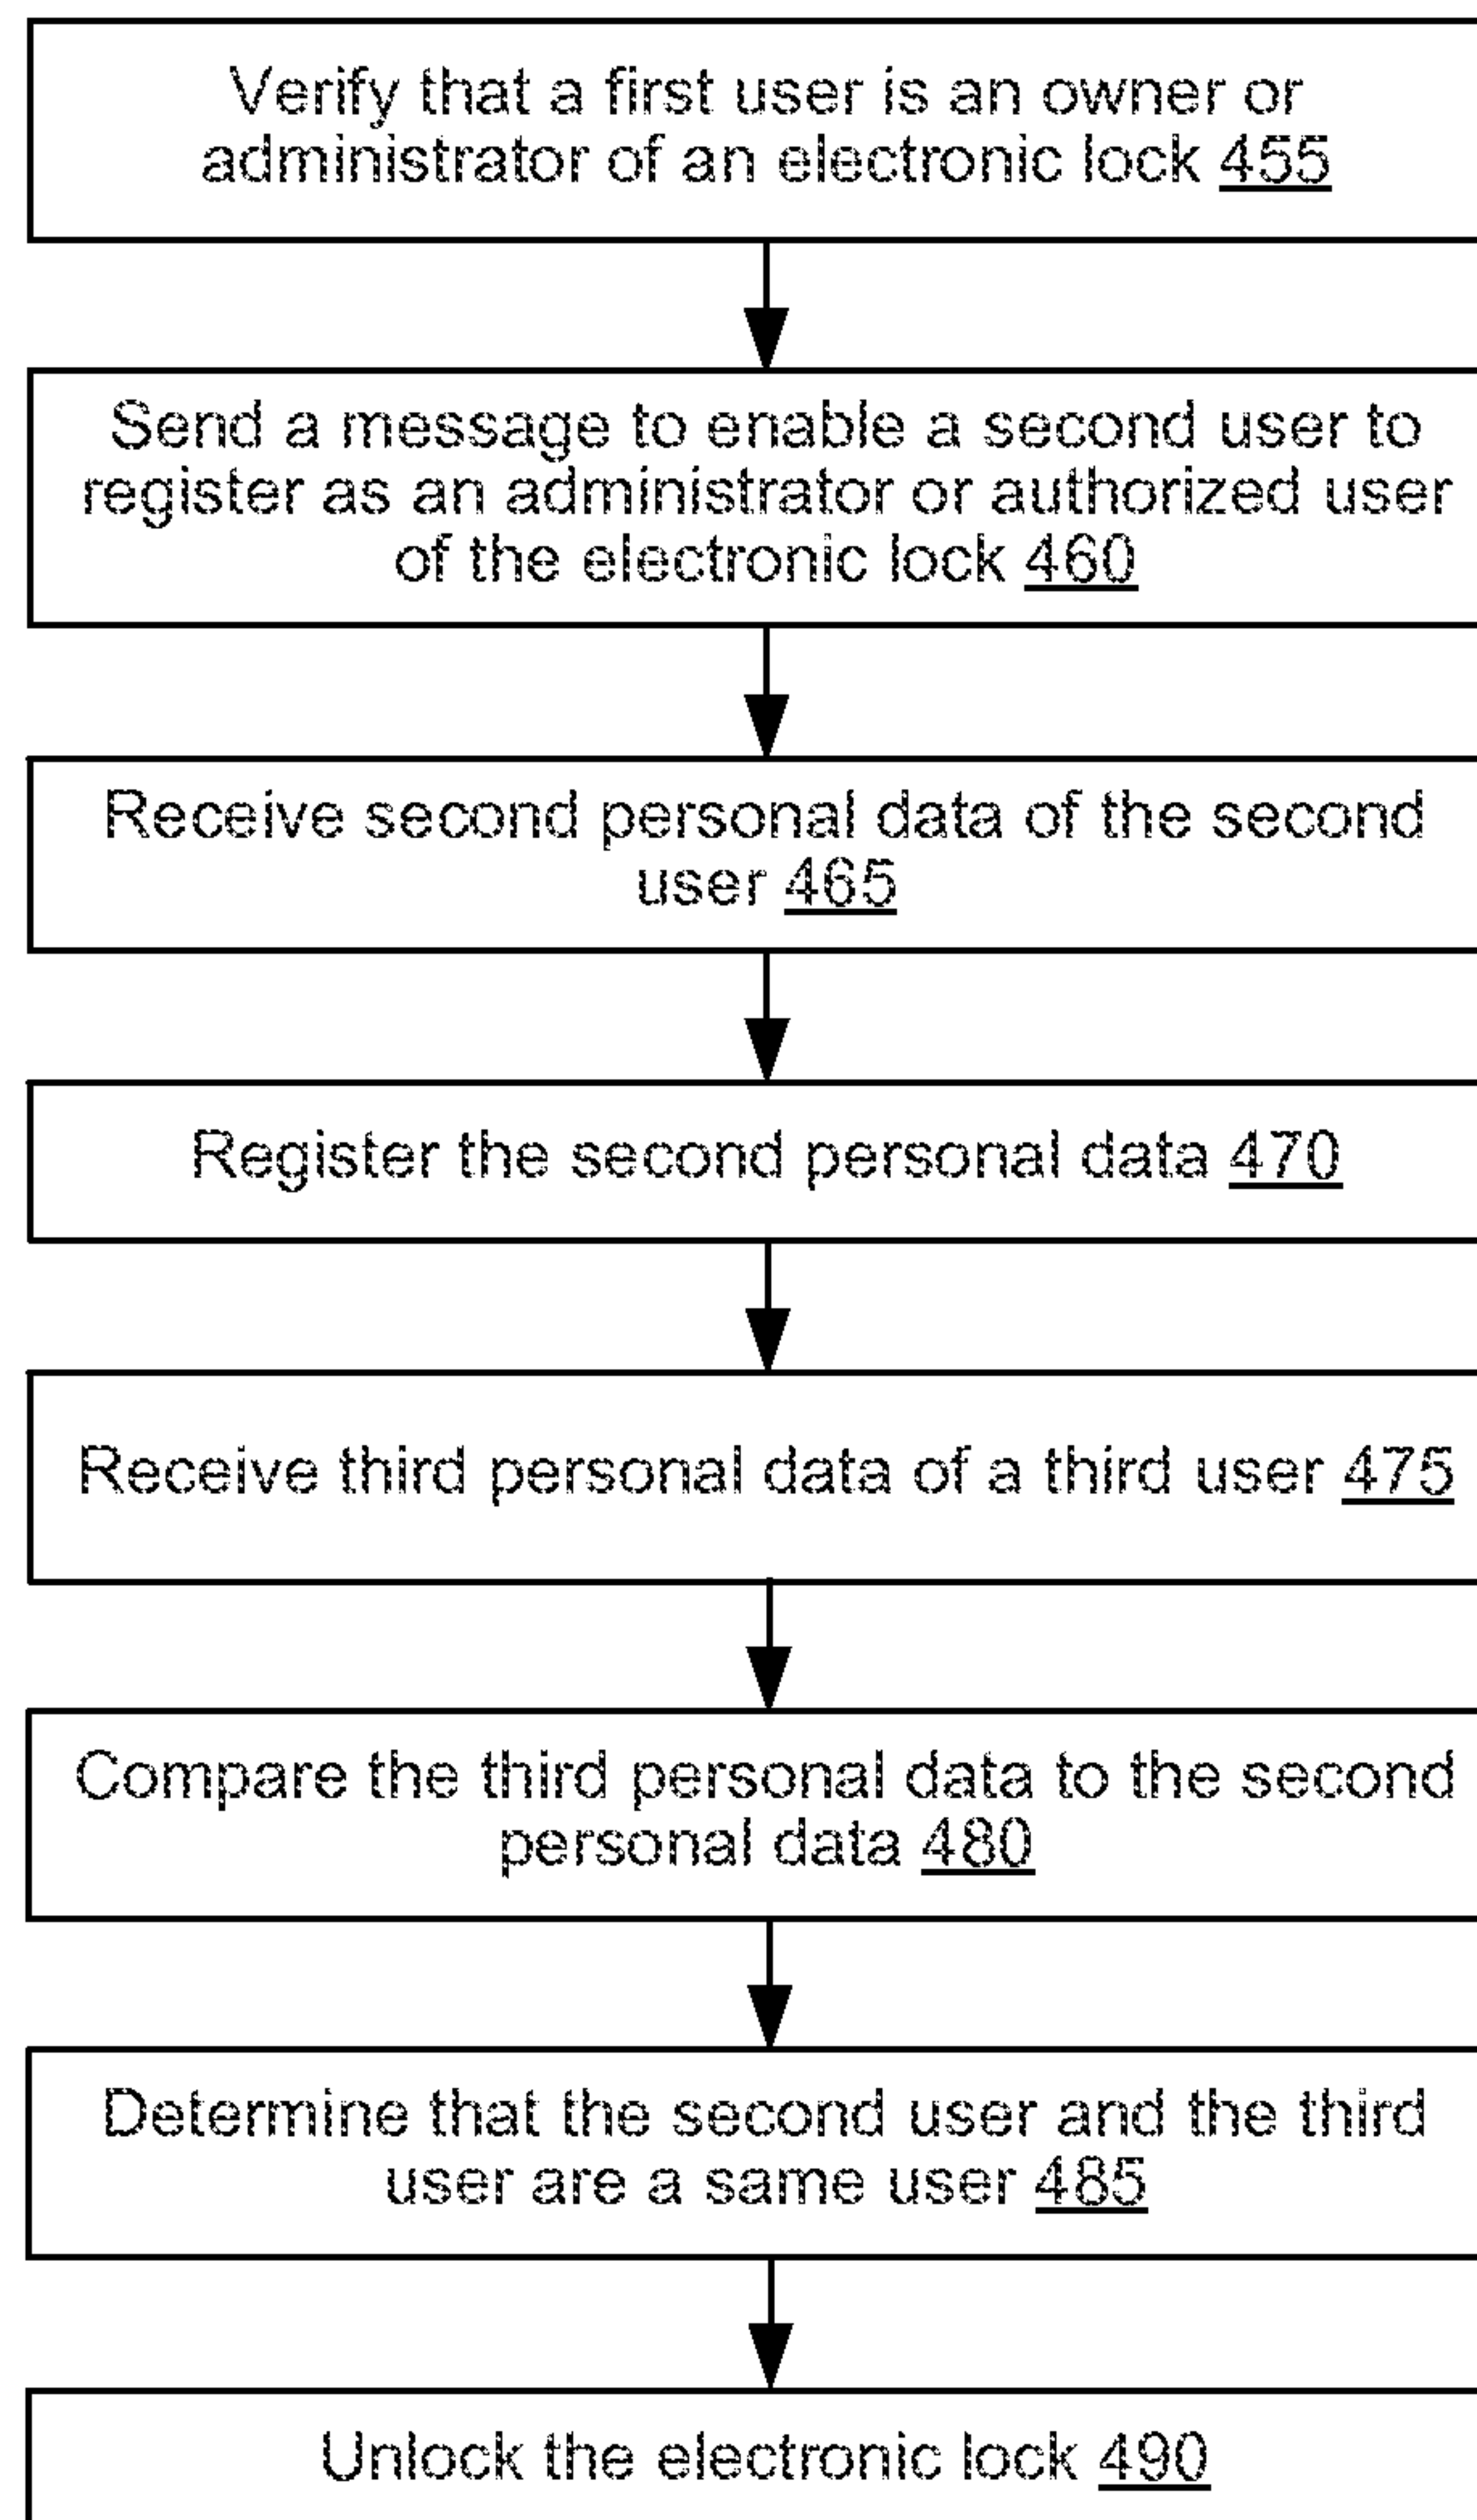 Verify that a first user is an owner or
administrator of an electronic lock 455
Send a message to enable a second user to
register as an administrator or authorized user
of the electronic lock 460
Receive second personal data of the second
user 465
Register the second personal data 470
Receive third personal data of a third user 475
Compare the third personal data to the second
personal data 480
Determine that the second user and the third
user are a same user 485
Unlock the electronic lock 490